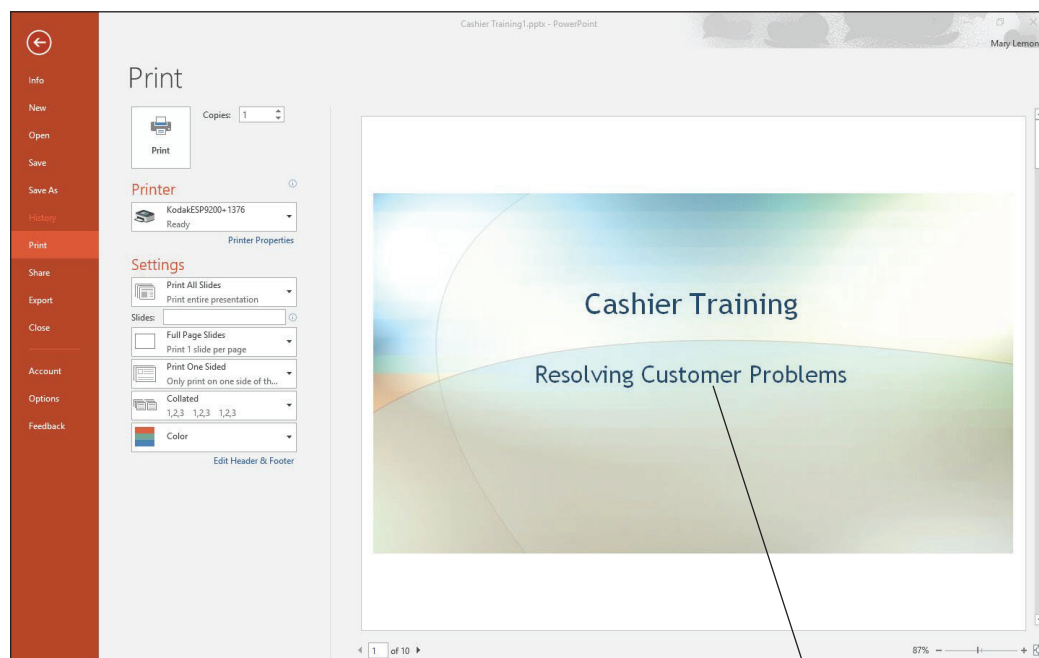 Cashier Training1.pptx - PowerPoint
Mary Lemon
Info
New
Open
Save
Save As
History
Print
Share
Export
Close
Account
Options
Feedback
Print
Print
Copies: 1
Printer
KodakESP9200+1376
Ready
Printer Properties
Settings
Print All Slides
Print entire presentation
Slides:
Full Page Slides
Print 1 slide per page
Print One Sided
Only print on one side of th...
Collated
1,2,3 1,2,3 1,2,3
Color
Edit Header & Footer
Cashier Training
Resolving Customer Problems
1 of 10
87%